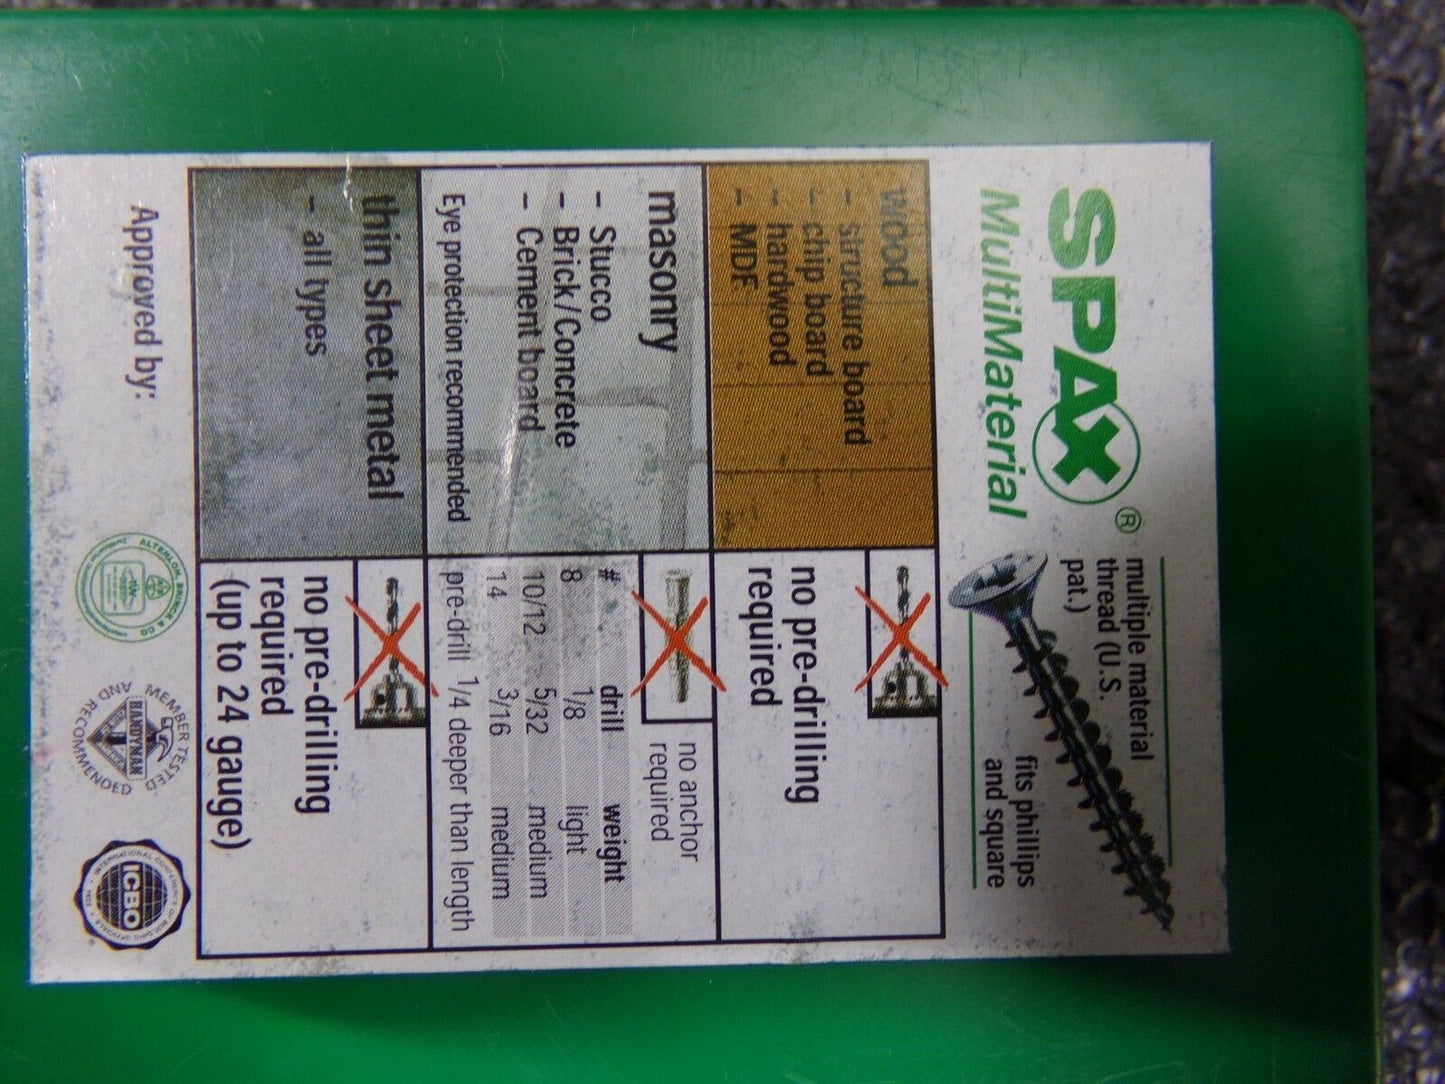 SPAX®
MultiMaterial
multiple material
thread (U.S.
pat.)
fits phillips
and square
wood
- structure board
- chip board
- hardwood
- MDF
no pre-drilling
required
masonry
- Stucco
- Brick/Concrete
- Cement board
Eye protection recommended
no anchor
required
# drill weight
8 1/8 light
10/12 5/32 medium
14 3/16 medium
pre-drill 1/4 deeper than length
thin sheet metal
- all types
no pre-drilling
required
(up to 24 gauge)
Approved by:
MEMBER TESTED
HANDYMAN
AND RECOMMENDED
ICBO